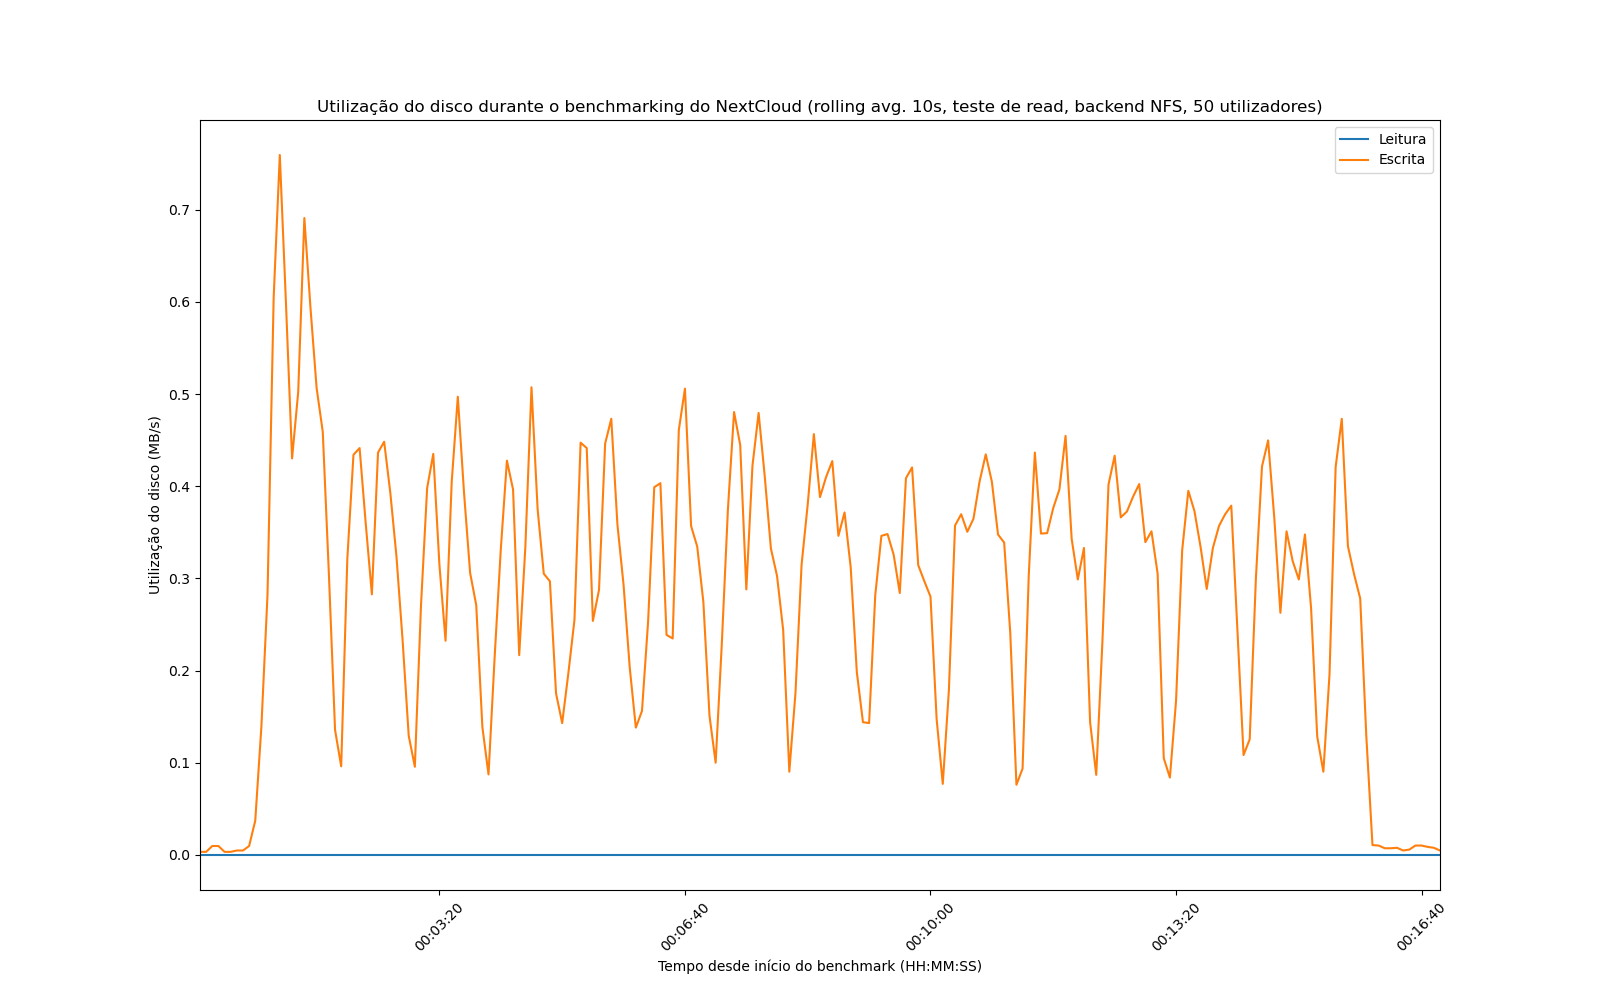 Utilização do disco durante o benchmarking do NextCloud (rolling avg. 10s, teste de read, backend NFS, 50 utilizadores)
Leitura
Escrita
Utilização do disco (MB/s)
0.7
0.6
0.5
0.4
0.3
0.2
0.1
0.0
00:03:20
00:06:40
00:10:00
00:13:20
00:16:40
Tempo desde início do benchmark (HH:MM:SS)